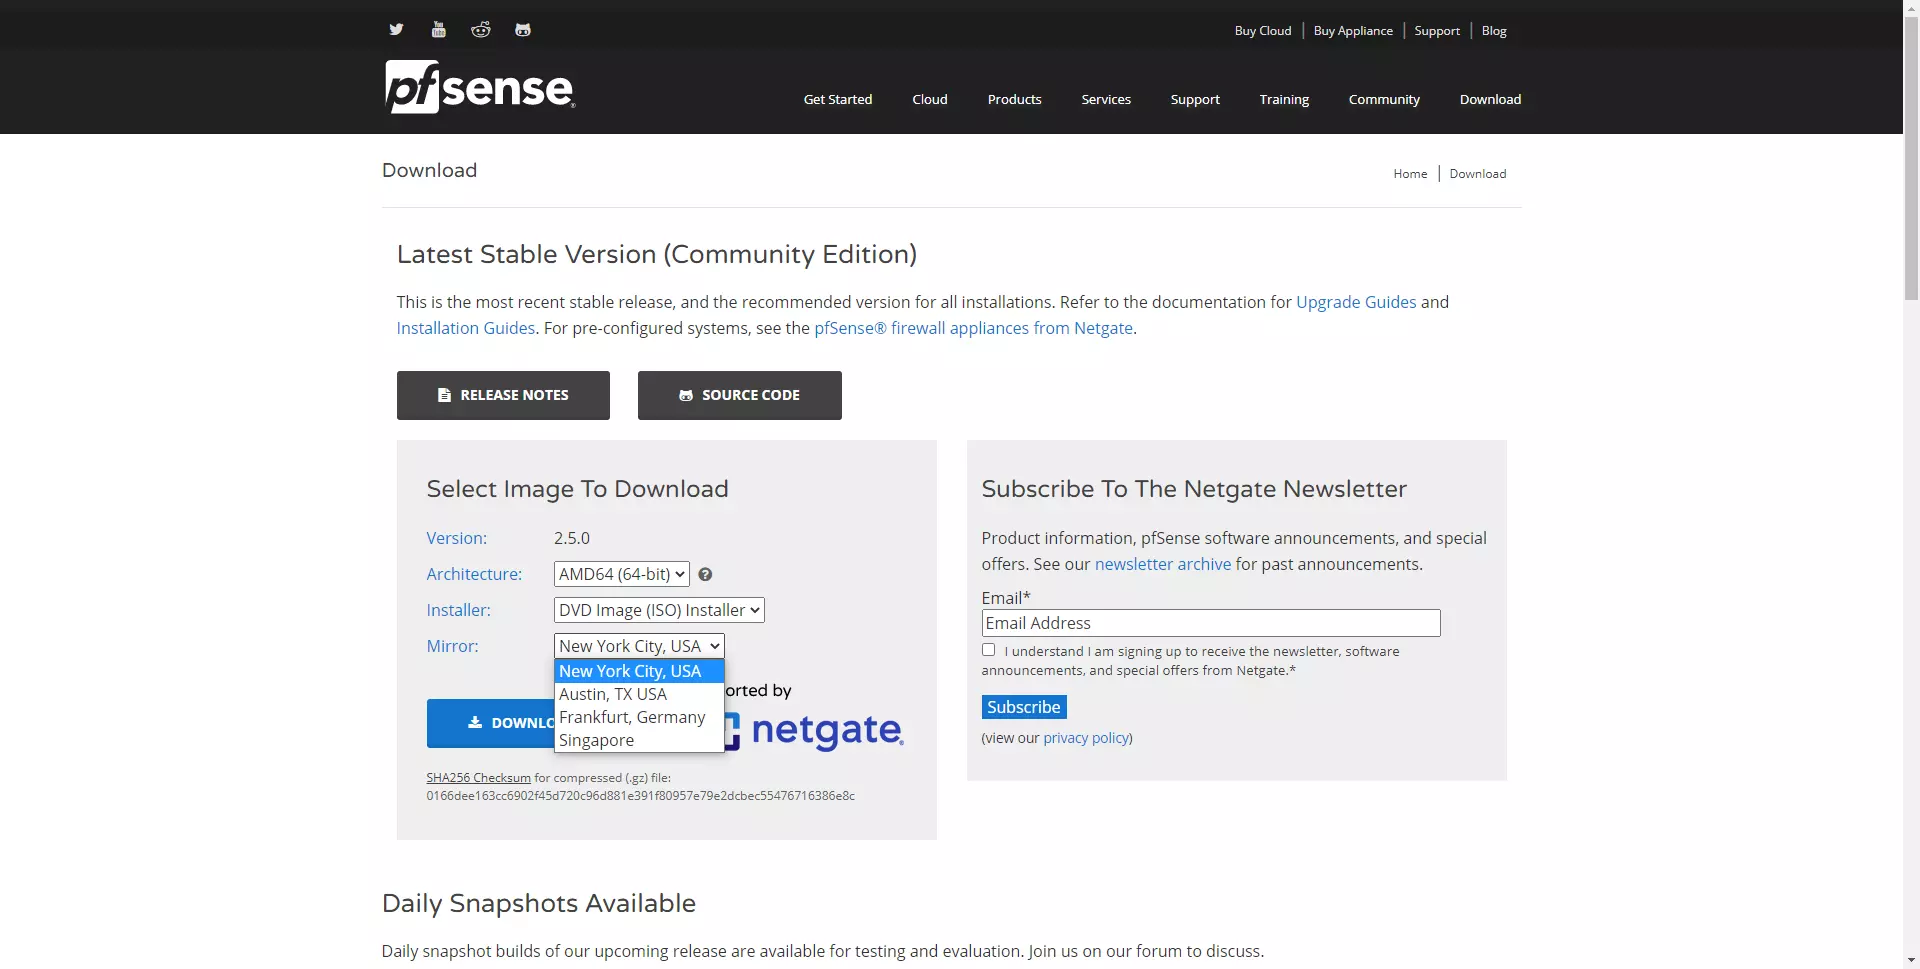 Buy Cloud
Buy Appliance
Support
Blog
pfsense
Get Started
Cloud
Products
Services
Support
Training
Community
Download
Download
Home
Download
Latest Stable Version (Community Edition)
This is the most recent stable release, and the recommended version for all installations. Refer to the documentation for Upgrade Guides and
Installation Guides. For pre-configured systems, see the pfSense® firewall appliances from Netgate.
RELEASE NOTES
SOURCE CODE
Select Image To Download
Version: 2.5.0
Architecture: AMD64 (64-bit)
Installer: DVD Image (ISO) Installer
Mirror: New York City, USA
New York City, USA
Austin, TX USA
Frankfurt, Germany
Singapore
DOWNLO
orted by
netgate
SHA256 Checksum for compressed (.gz) file:
0166dee163cc6902f45d720c96d881e391f80957e79e2dcbec55476716386e8c
Subscribe To The Netgate Newsletter
Product information, pfSense software announcements, and special
offers. See our newsletter archive for past announcements.
Email*
Email Address
I understand I am signing up to receive the newsletter, software
announcements, and special offers from Netgate.*
Subscribe
(view our privacy policy)
Daily Snapshots Available
Daily snapshot builds of our upcoming release are available for testing and evaluation. Join us on our forum to discuss.